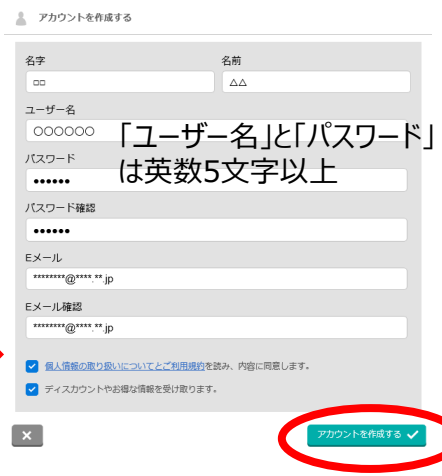 アカウントを作成する
名字 名前
□□ △△
ユーザー名
○○○○○○
「ユーザー名」と「パスワード」
は英数5文字以上
パスワード
••••••
パスワード確認
••••••
Eメール
********@****.**.jp
Eメール確認
********@****.**.jp
個人情報の取り扱いについてとご利用規約を読み、内容に同意します。
ディスカウントやお得な情報を受け取ります。
× アカウントを作成する ✓